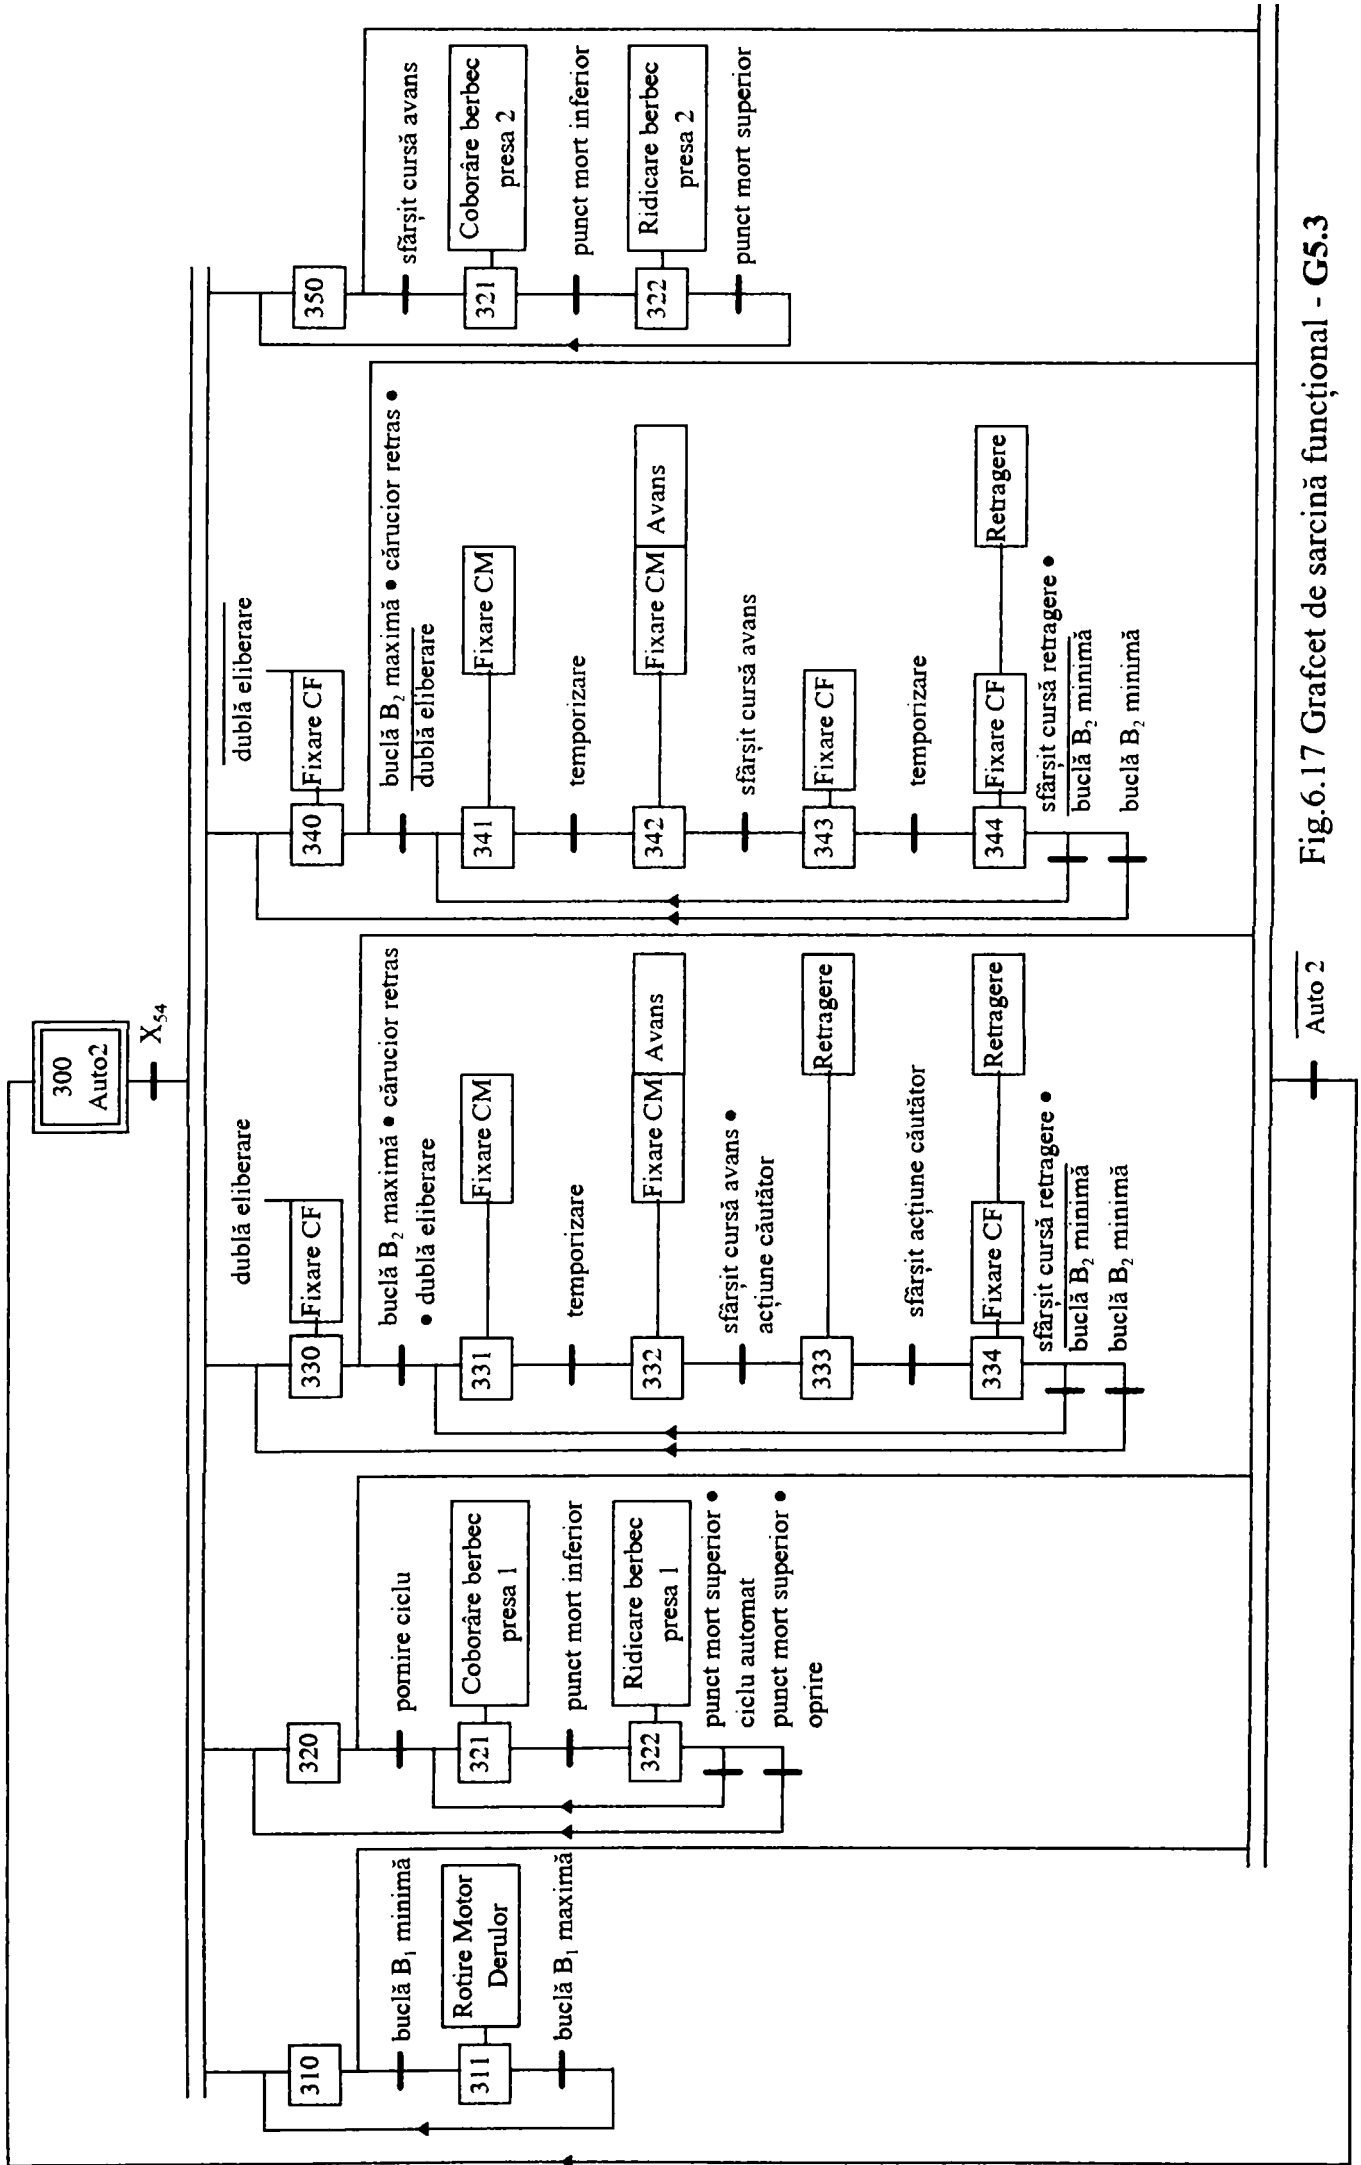 300
Auto2
X₅₄
310
buclă B₁ minimă
311
Rotire Motor
Derulor
buclă B₁ maximă
320
pornire ciclu
321
Coborâre berbec
presa 1
punct mort inferior
322
Ridicare berbec
presa 1
punct mort superior •
ciclu automat
punct mort superior •
oprire
dublă eliberare
330
Fixare CF
buclă B₂ maximă • cărucior retras
• dublă eliberare
331
Fixare CM
temporizare
332
Fixare CM
Avans
sfârșit cursă avans •
acțiune căutător
333
Retragere
sfârșit acțiune căutător
334
Fixare CF
Retragere
sfârșit cursă retragere •
buclă B₂ minimă
buclă B₂ minimă
dublă eliberare
340
Fixare CF
buclă B₂ maximă • cărucior retras •
dublă eliberare
341
Fixare CM
temporizare
342
Fixare CM
Avans
sfârșit cursă avans
343
Fixare CF
temporizare
344
Fixare CF
Retragere
sfârșit cursă retragere •
buclă B₂ minimă
buclă B₂ minimă
350
sfârșit cursă avans
321
Coborâre berbec
presa 2
punct mort inferior
322
Ridicare berbec
presa 2
punct mort superior
Auto 2
Fig.6.17 Grafcet de sarcină funcțional - G5.3